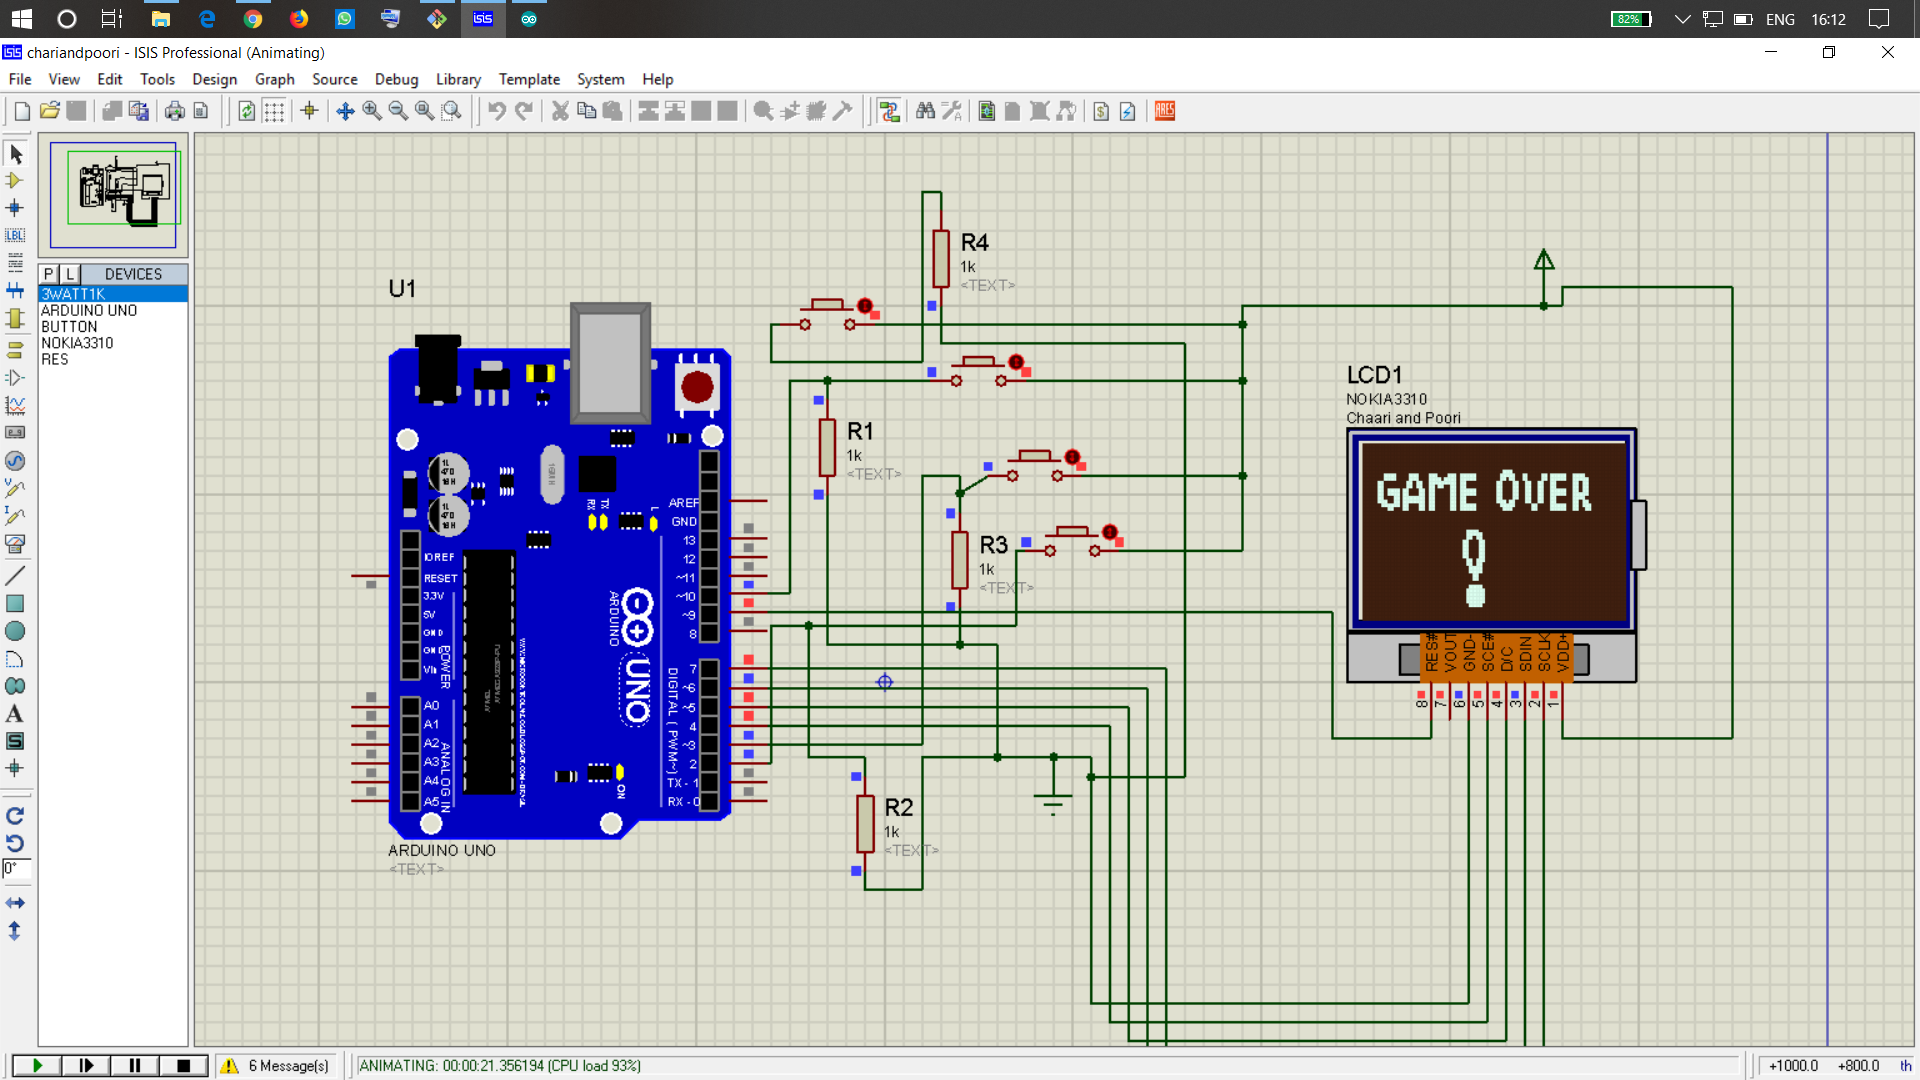 82%
ENG
16:12
chariandpoori - ISIS Professional (Animating)
File View Edit Tools Design Graph Source Debug Library Template System Help
P L DEVICES
3WATT1K
ARDUINO UNO
BUTTON
NOKIA3310
RES
LBL
A
S
0°
ARES
U1
R4
1k
<TEXT>
R1
1k
<TEXT>
R3
1k
<TEXT>
R2
1k
<TEXT>
AREF
GND
13
12
~11
~10
~9
8
7
~6
~5
4
~3
2
TX - 1
RX - 0
DIGITAL ( PWM~)
IOREF
RESET
3.3V
5V
GND
GND
VIN
POWER
A0
A1
A2
A3
A4
A5
ANALOG IN
RX
TX
L
ON
ARDUINO
UNO
ARDUINO UNO
<TEXT>
LCD1
NOKIA3310
Chaari and Poori
GAME OVER
!
RES#
VOUT
GND-
SCE#
D/C
SDIN
SCLK
VDD+
8 7 6 5 4 3 2 1
6 Message(s)
ANIMATING: 00:00:21.356194 (CPU load 93%)
+1000.0 +800.0 th